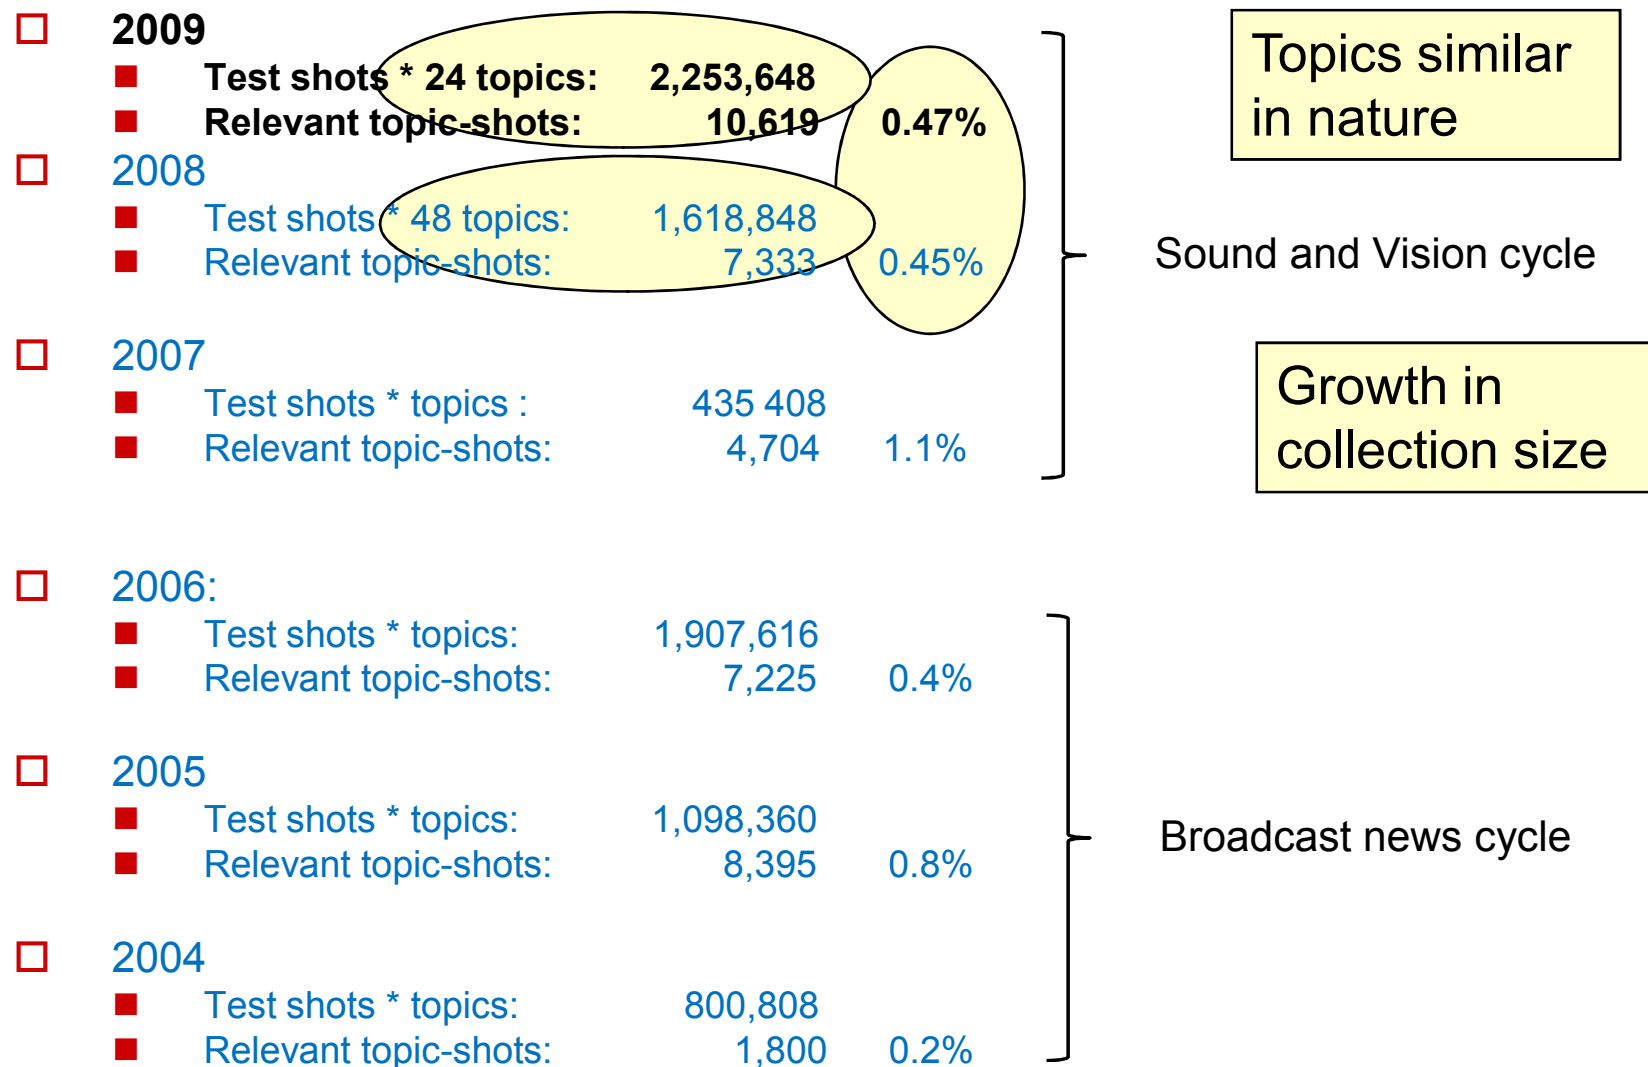 2009
Test shots * 24 topics: 2,253,648
Relevant topic-shots: 10,619 0.47%
2008
Test shots * 48 topics: 1,618,848
Relevant topic-shots: 7,333 0.45%
2007
Test shots * topics : 435 408
Relevant topic-shots: 4,704 1.1%
Topics similar
in nature
Sound and Vision cycle
Growth in
collection size
2006:
Test shots * topics: 1,907,616
Relevant topic-shots: 7,225 0.4%
2005
Test shots * topics: 1,098,360
Relevant topic-shots: 8,395 0.8%
2004
Test shots * topics: 800,808
Relevant topic-shots: 1,800 0.2%
Broadcast news cycle